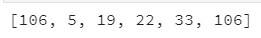 [106, 5, 19, 22, 33, 106]